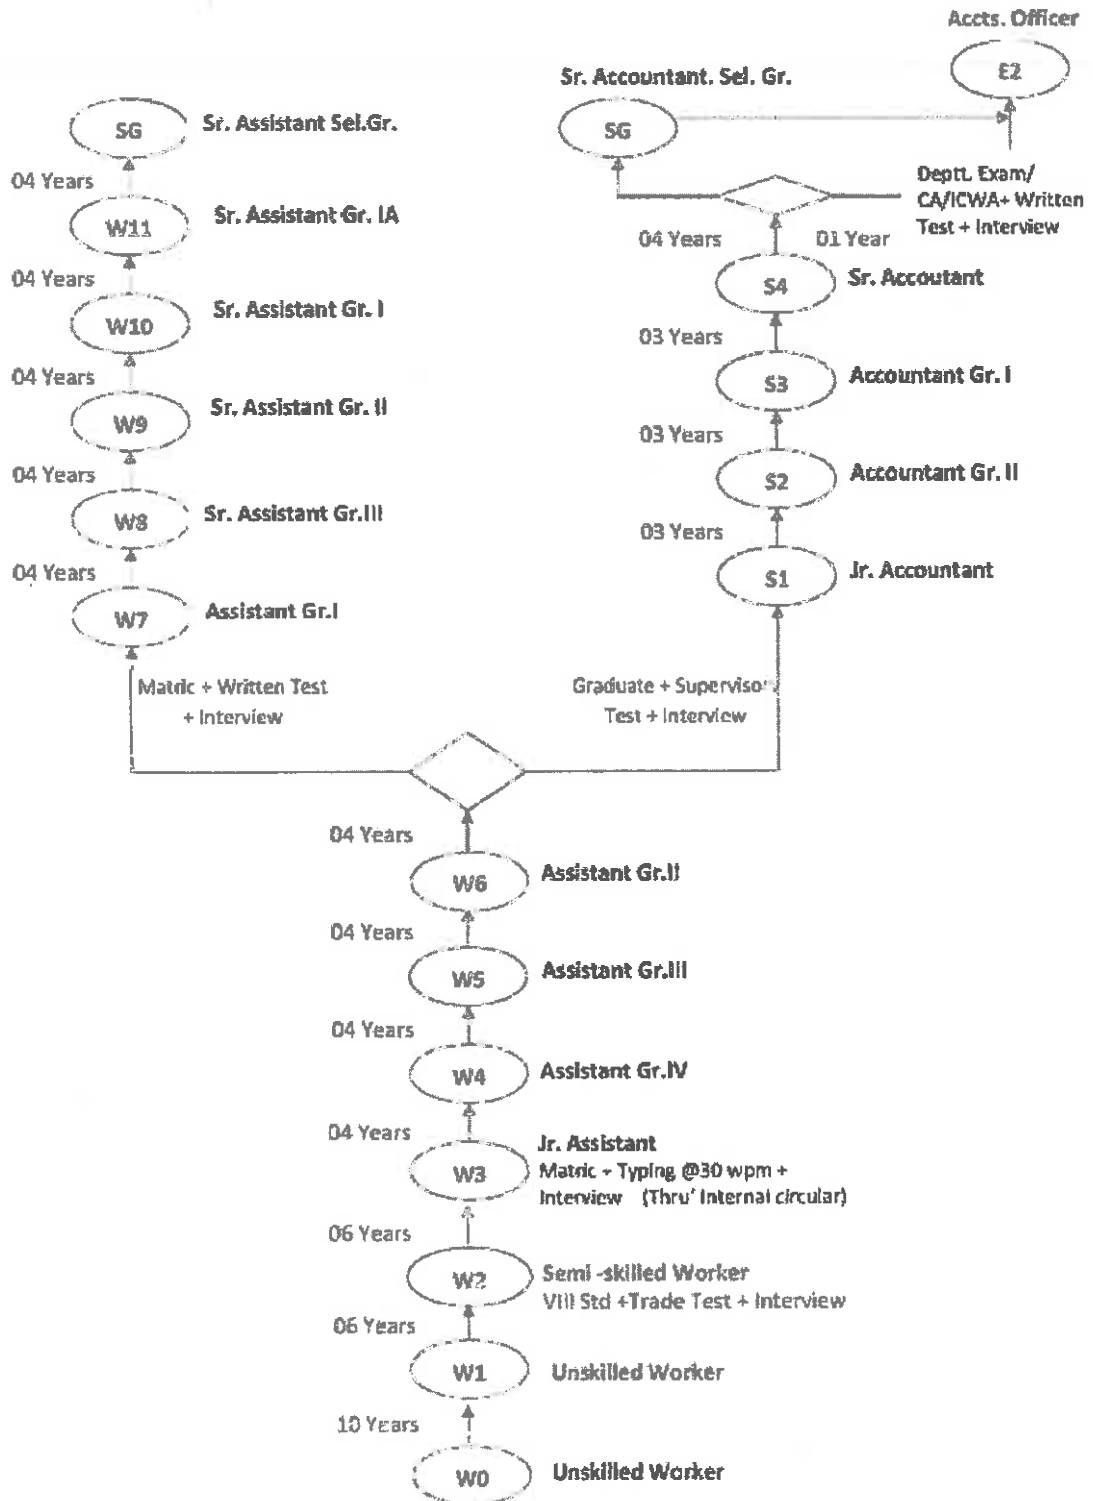 Accts. Officer
E2
Sr. Accountant. Sel. Gr.
SG
Deptt. Exam/
CA/ICWA+ Written
Test + Interview
04 Years
01 Year
S4
Sr. Accoutant
03 Years
S3
Accountant Gr. I
03 Years
S2
Accountant Gr. II
03 Years
S1
Jr. Accountant
Graduate + Supervisor
Test + Interview
SG
Sr. Assistant Sel.Gr.
04 Years
W11
Sr. Assistant Gr. IA
04 Years
W10
Sr. Assistant Gr. I
04 Years
W9
Sr. Assistant Gr. II
04 Years
W8
Sr. Assistant Gr.III
04 Years
W7
Assistant Gr.I
Matric + Written Test
+ Interview
04 Years
W6
Assistant Gr.II
04 Years
W5
Assistant Gr.III
04 Years
W4
Assistant Gr.IV
04 Years
W3
Jr. Assistant
Matric + Typing @30 wpm +
Interview (Thru' Internal circular)
06 Years
W2
Semi -skilled Worker
VIII Std +Trade Test + Interview
06 Years
W1
Unskilled Worker
10 Years
W0
Unskilled Worker